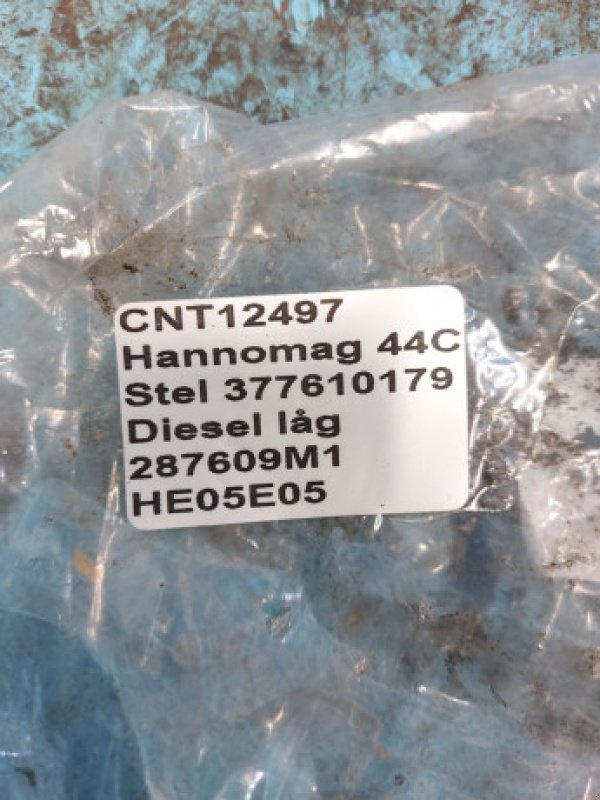 CNT12497
Hannomag 44C
Stel 377610179
Diesel låg
287609M1
HE05E05